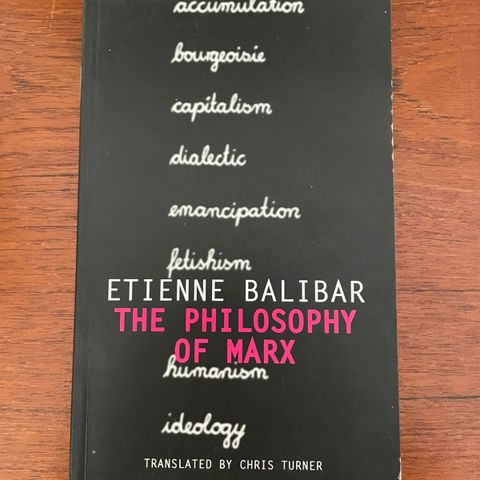 accumulation
bourgeoisie
capitalism
dialectic
emancipation
fetishism
ETIENNE BALIBAR
THE PHILOSOPHY
OF MARX
humanism
ideology
TRANSLATED BY CHRIS TURNER